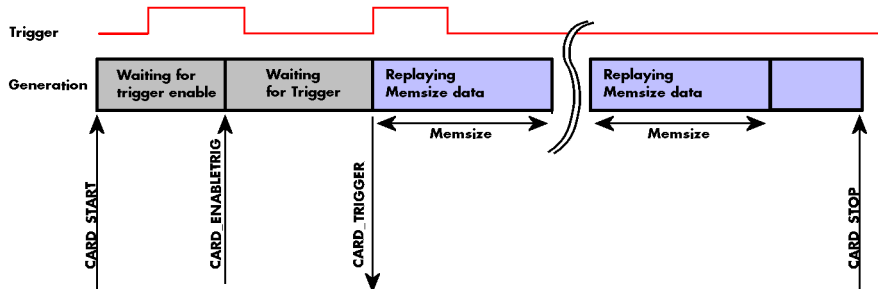 Trigger
Generation
Waiting for
trigger enable
Waiting
for Trigger
Replaying
Memsize data
Replaying
Memsize data
Memsize
Memsize
CARD_START
CARD_ENABLETRIG
CARD_TRIGGER
CARD_STOP